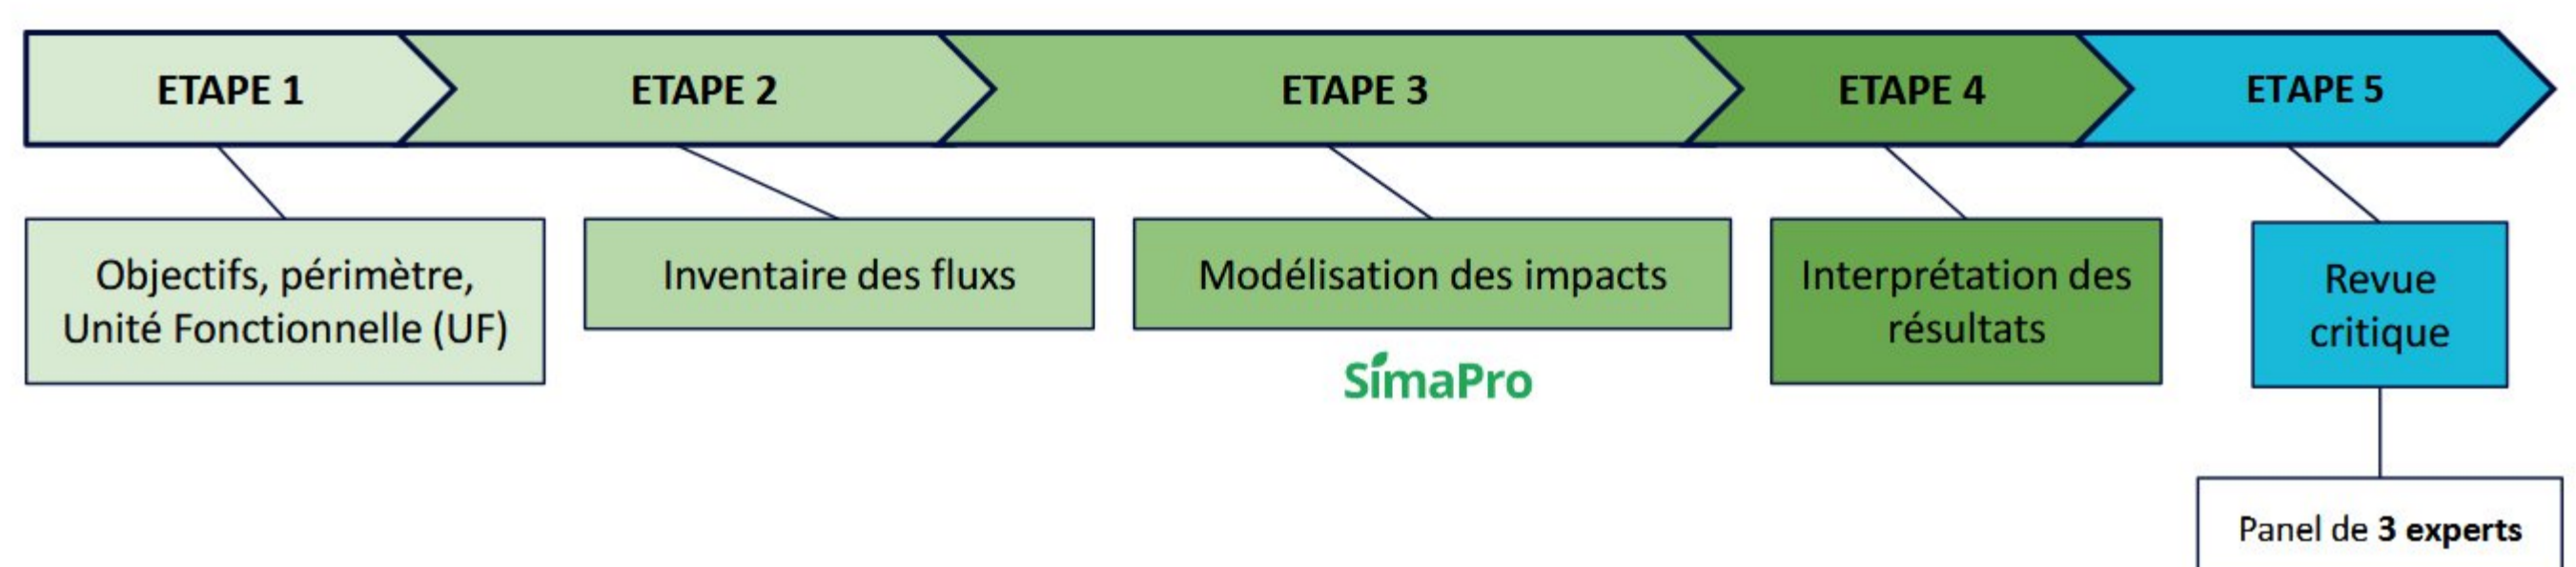 ETAPE 1
ETAPE 2
ETAPE 3
ETAPE 4
ETAPE 5
Objectifs, périmètre,
Unité Fonctionnelle (UF)
Inventaire des fluxs
Modélisation des impacts
SimaPro
Interprétation des
résultats
Revue
critique
Panel de 3 experts